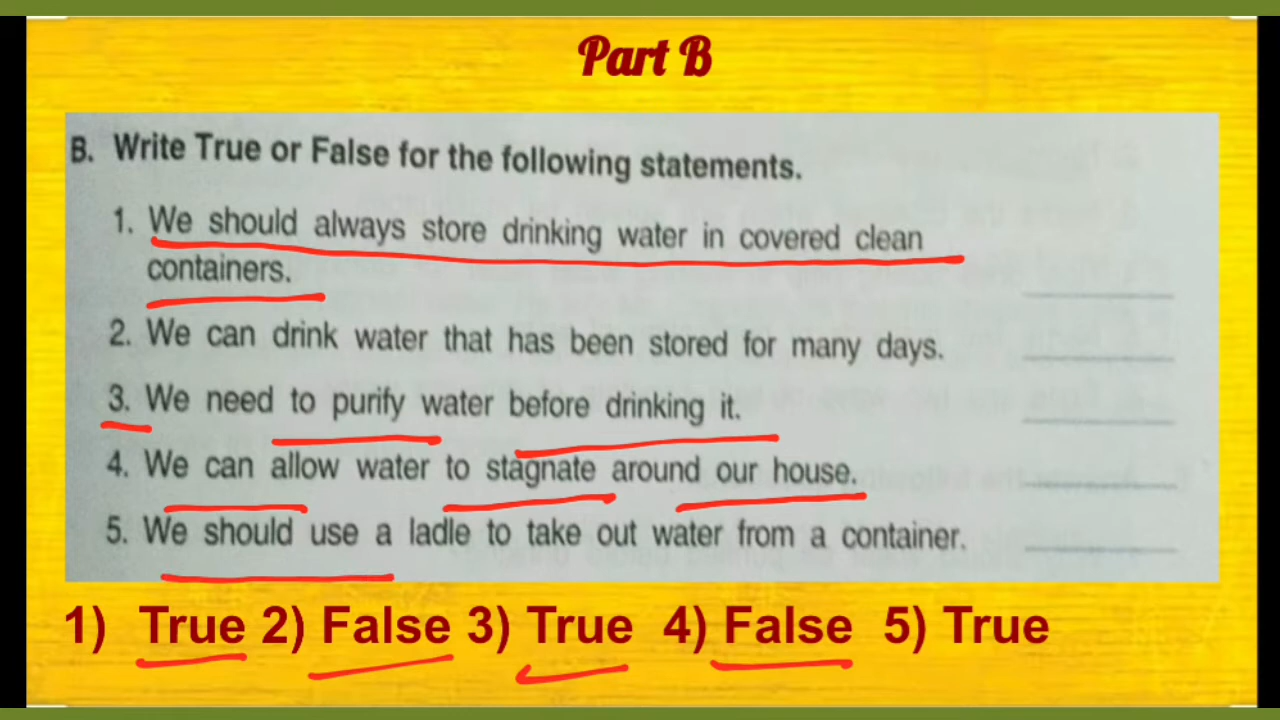 Part B
B. Write True or False for the following statements.
1. We should always store drinking water in covered clean
containers.
2. We can drink water that has been stored for many days.
3. We need to purify water before drinking it.
4. We can allow water to stagnate around our house.
5. We should use a ladle to take out water from a container.
1) True 2) False 3) True 4) False 5) True